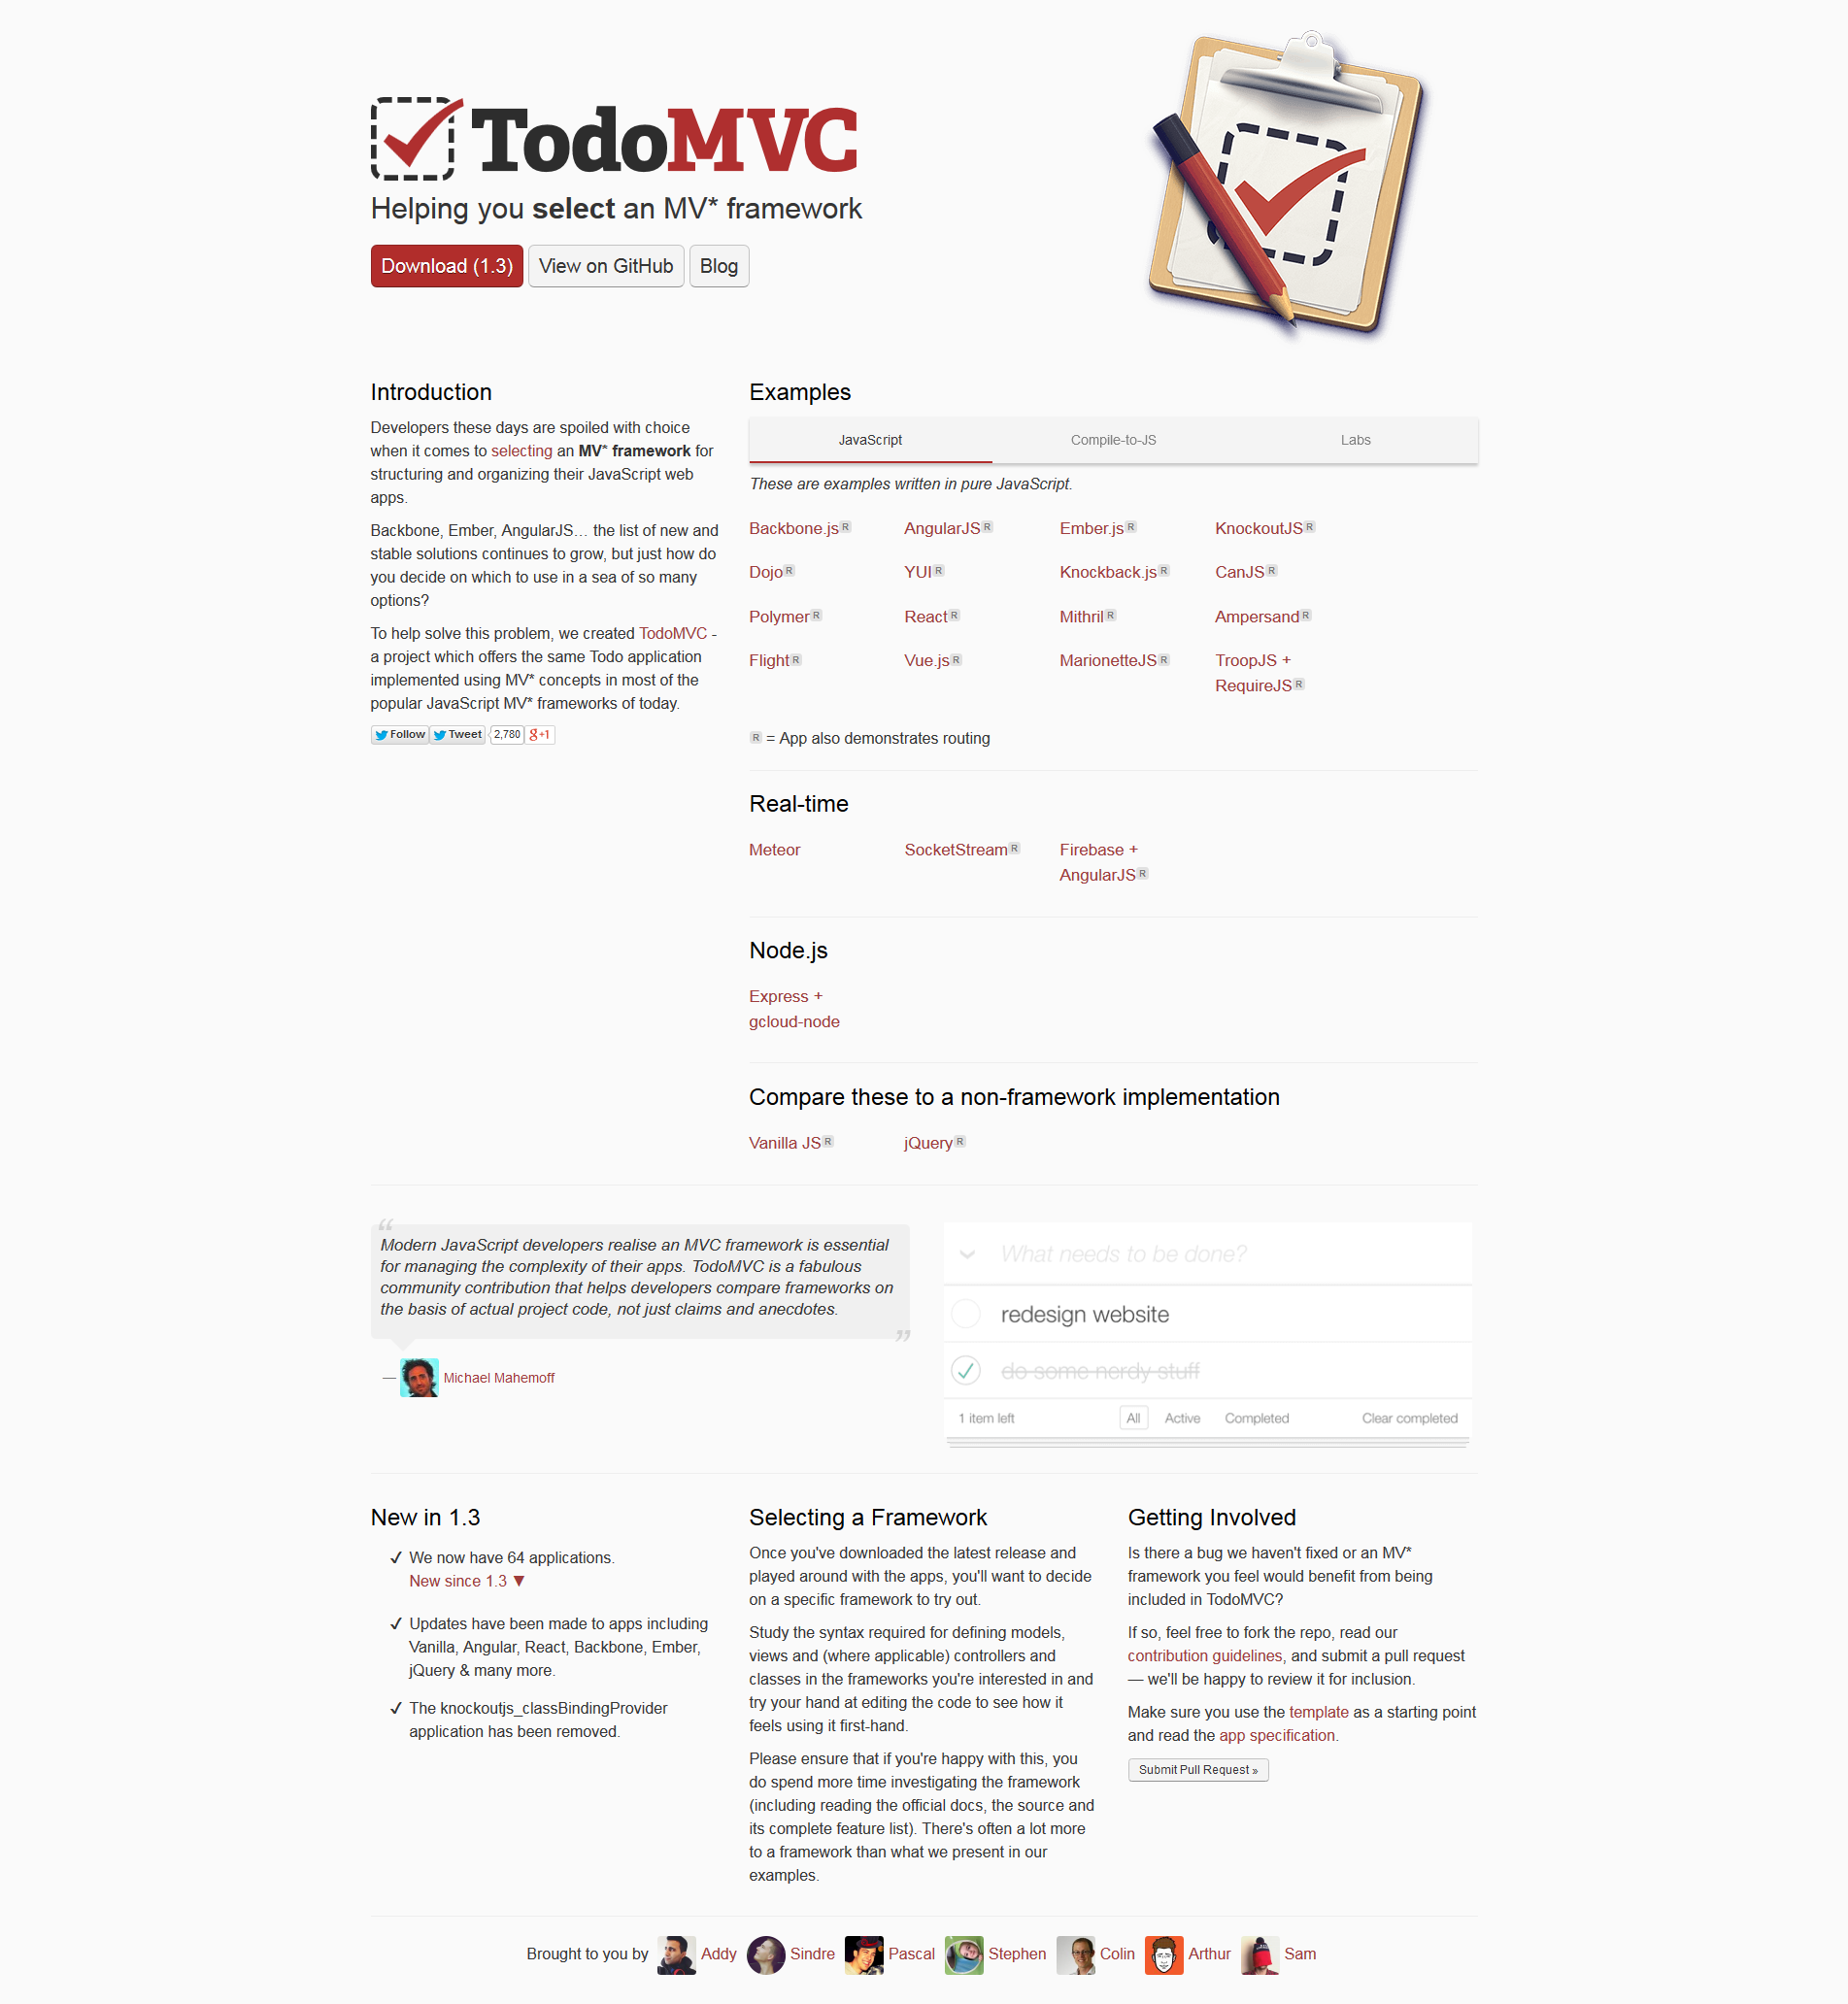 TodoMVC
Helping you select an MV* framework
Download (1.3)
View on GitHub
Blog
Introduction
Developers these days are spoiled with choice
when it comes to selecting an MV* framework for
structuring and organizing their JavaScript web
apps.
Backbone, Ember, AngularJS… the list of new and
stable solutions continues to grow, but just how do
you decide on which to use in a sea of so many
options?
To help solve this problem, we created TodoMVC -
a project which offers the same Todo application
implemented using MV* concepts in most of the
popular JavaScript MV* frameworks of today.
Follow Tweet 2,780 g+1
Examples
JavaScript Compile-to-JS Labs
These are examples written in pure JavaScript.
Backbone.js R AngularJS R Ember.js R KnockoutJS R
Dojo R YUI R Knockback.js R CanJS R
Polymer R React R Mithril R Ampersand R
Flight R Vue.js R MarionetteJS R TroopJS +
RequireJS R
R = App also demonstrates routing
Real-time
Meteor SocketStream R Firebase +
AngularJS R
Node.js
Express +
gcloud-node
Compare these to a non-framework implementation
Vanilla JS R jQuery R
“
Modern JavaScript developers realise an MVC framework is essential
for managing the complexity of their apps. TodoMVC is a fabulous
community contribution that helps developers compare frameworks on
the basis of actual project code, not just claims and anecdotes.
”
— Michael Mahemoff
What needs to be done?
redesign website
do some nerdy stuff
1 item left All Active Completed Clear completed
New in 1.3
✓ We now have 64 applications.
New since 1.3 ▼
✓ Updates have been made to apps including
Vanilla, Angular, React, Backbone, Ember,
jQuery & many more.
✓ The knockoutjs_classBindingProvider
application has been removed.
Selecting a Framework
Once you've downloaded the latest release and
played around with the apps, you'll want to decide
on a specific framework to try out.
Study the syntax required for defining models,
views and (where applicable) controllers and
classes in the frameworks you're interested in and
try your hand at editing the code to see how it
feels using it first-hand.
Please ensure that if you're happy with this, you
do spend more time investigating the framework
(including reading the official docs, the source and
its complete feature list). There's often a lot more
to a framework than what we present in our
examples.
Getting Involved
Is there a bug we haven't fixed or an MV*
framework you feel would benefit from being
included in TodoMVC?
If so, feel free to fork the repo, read our
contribution guidelines, and submit a pull request
— we'll be happy to review it for inclusion.
Make sure you use the template as a starting point
and read the app specification.
Submit Pull Request »
Brought to you by Addy Sindre Pascal Stephen Colin Arthur Sam